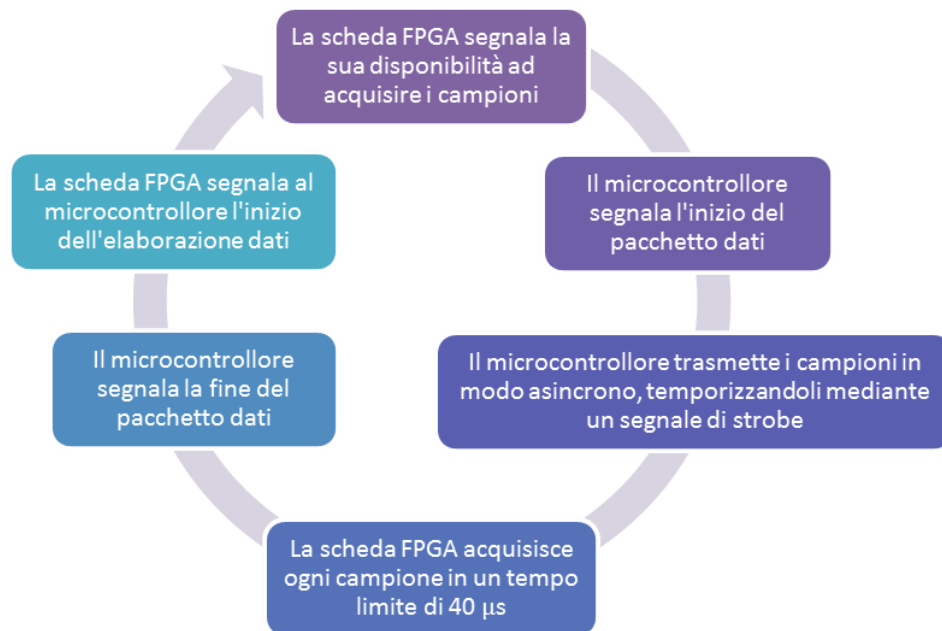 La scheda FPGA segnala la
sua disponibilità ad
acquisire i campioni
Il microcontrollore
segnala l'inizio del
pacchetto dati
Il microcontrollore trasmette i campioni in
modo asincrono, temporizzandoli mediante
un segnale di strobe
La scheda FPGA acquisisce
ogni campione in un tempo
limite di 40 μs
Il microcontrollore
segnala la fine del
pacchetto dati
La scheda FPGA segnala al
microcontrollore l'inizio
dell'elaborazione dati